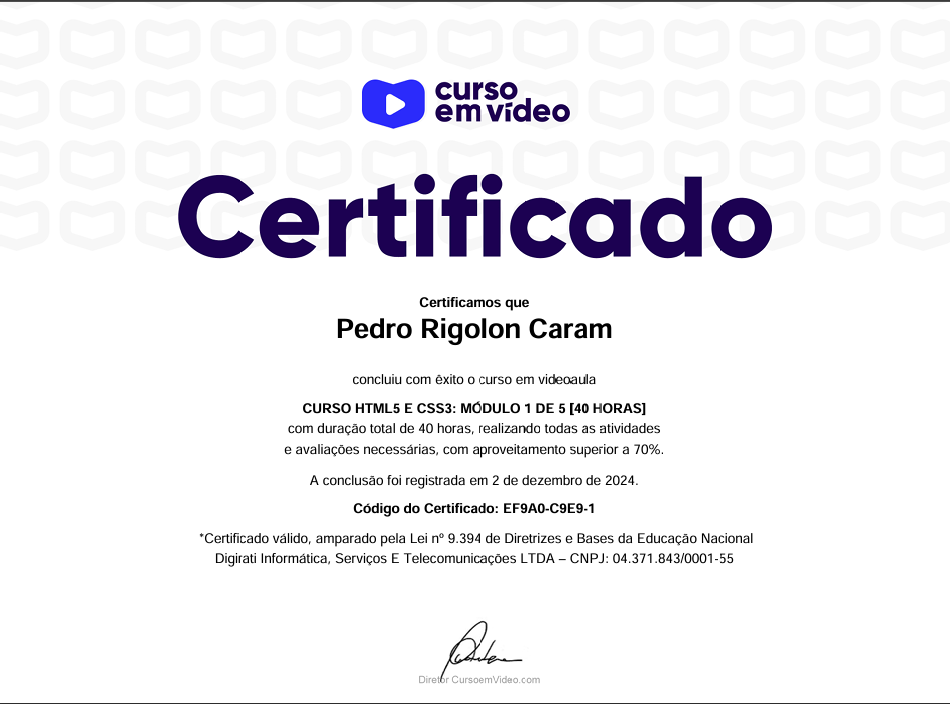 curso
em vídeo
Certificado
Certificamos que
Pedro Rigolon Caram
concluiu com êxito o curso em videoaula
CURSO HTML5 E CSS3: MÓDULO 1 DE 5 [40 HORAS]
com duração total de 40 horas, realizando todas as atividades
e avaliações necessárias, com aproveitamento superior a 70%.
A conclusão foi registrada em 2 de dezembro de 2024.
Código do Certificado: EF9A0-C9E9-1
*Certificado válido, amparado pela Lei nº 9.394 de Diretrizes e Bases da Educação Nacional
Digirati Informática, Serviços E Telecomunicações LTDA – CNPJ: 04.371.843/0001-55
Diretor CursoemVideo.com